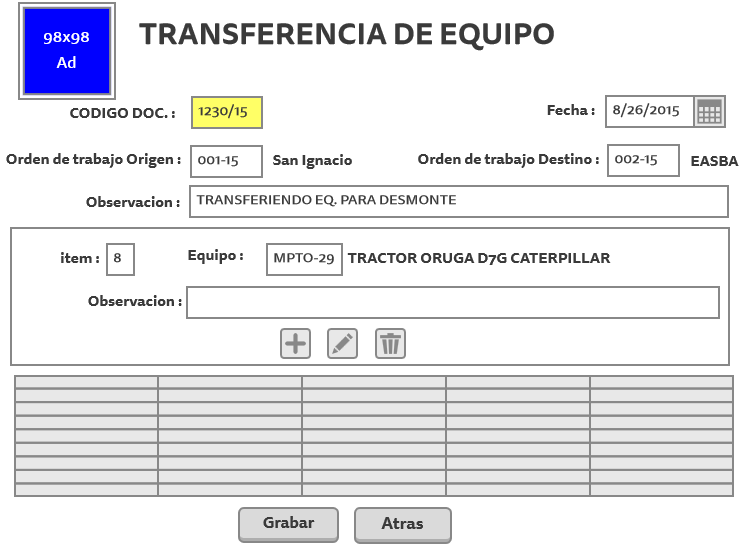 98x98
Ad
TRANSFERENCIA DE EQUIPO
CODIGO DOC. : 1230/15 Fecha : 8/26/2015
Orden de trabajo Origen : 001-15 San Ignacio Orden de trabajo Destino : 002-15 EASBA
Observacion : TRANSFERIENDO EQ. PARA DESMONTE
item : 8 Equipo : MPTO-29 TRACTOR ORUGA D7G CATERPILLAR
Observacion :
Grabar Atras